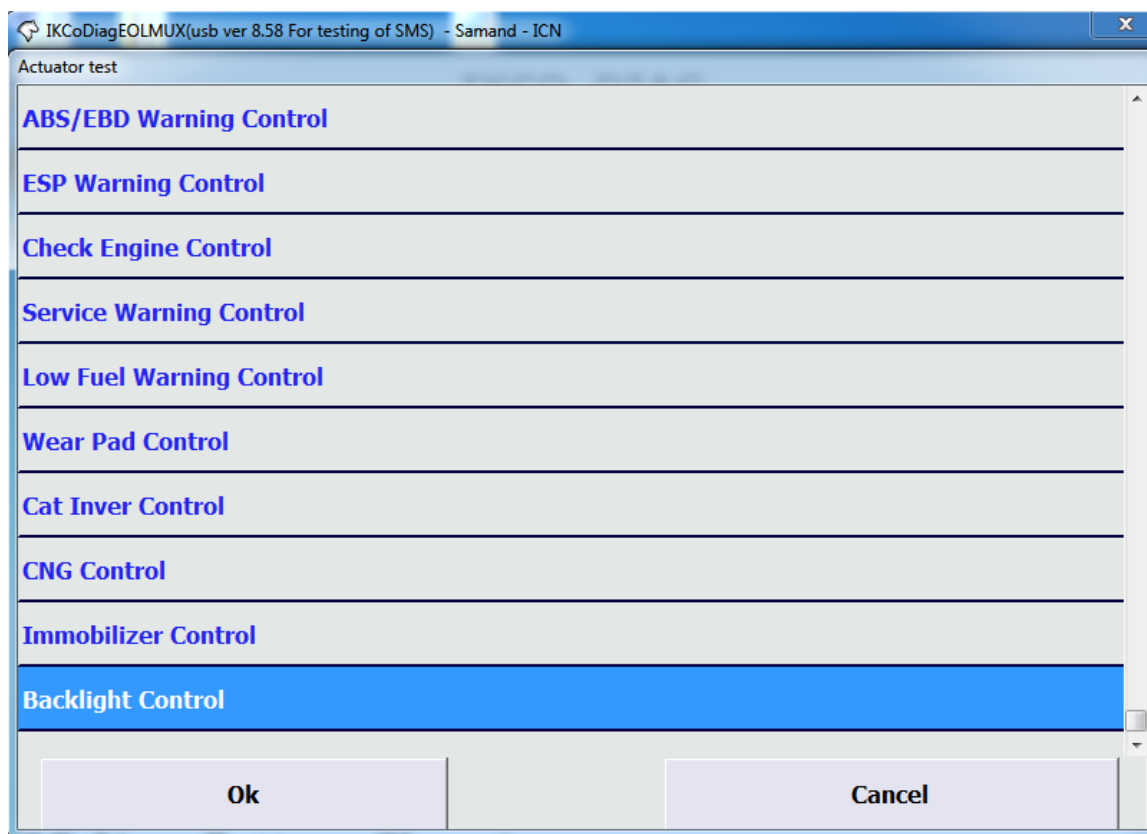 IKCoDiagEOLMUX(usb ver 8.58 For testing of SMS) - Samand - ICN
Actuator test
ABS/EBD Warning Control
ESP Warning Control
Check Engine Control
Service Warning Control
Low Fuel Warning Control
Wear Pad Control
Cat Inver Control
CNG Control
Immobilizer Control
Backlight Control
Ok
Cancel